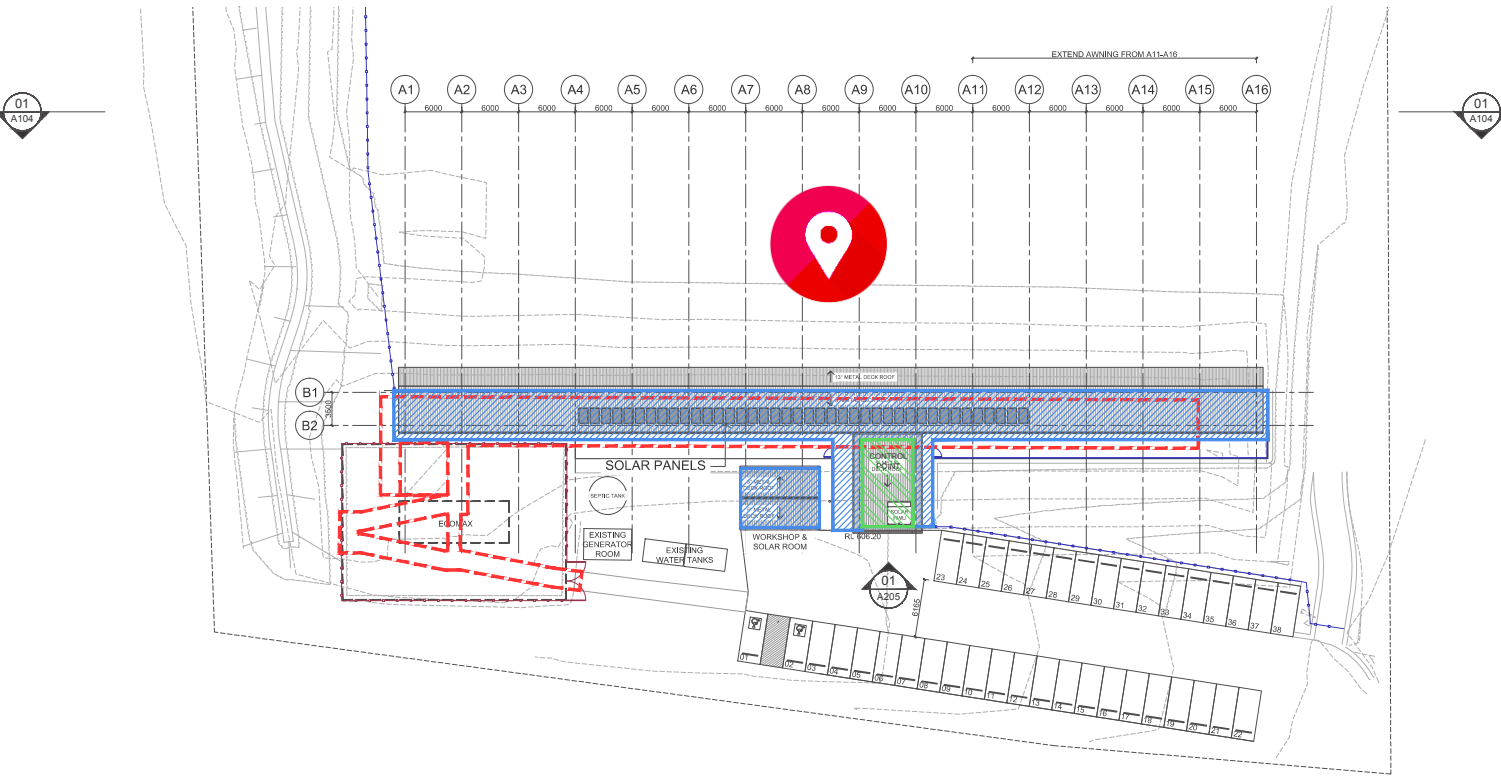 EXTEND AWNING FROM A11-A16
01
A104
A1 A2 A3 A4 A5 A6 A7 A8 A9 A10 A11 A12 A13 A14 A15 A16
01
A104
6000 6000 6000 6000 6000 6000 6000 6000 6000 6000 6000 6000 6000 6000 6000
13° METAL DECK ROOF
B1
3500
B2
SOLAR PANELS
CONTROL
POINT
SEPTIC TANK
ECOMAX
EXISTING
GENERATOR
ROOM
EXISTING
WATER TANKS
WORKSHOP &
SOLAR ROOM
RL 606.20
01
A205
6165
23 24 25 26 27 28 29 30 31 32 33 34 35 36 37 38
01 02 03 04 05 06 07 08 09 10 11 12 13 14 15 16 17 18 19 20 21 22